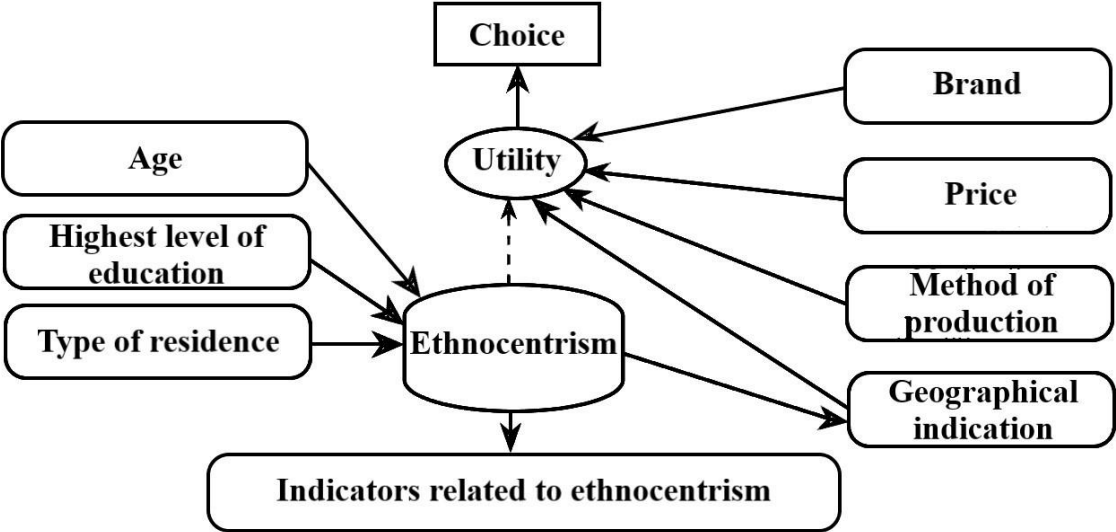 Choice
Brand
Age
Utility
Price
Highest level of
education
Method of
production
Type of residence
Ethnocentrism
Geographical
indication
Indicators related to ethnocentrism